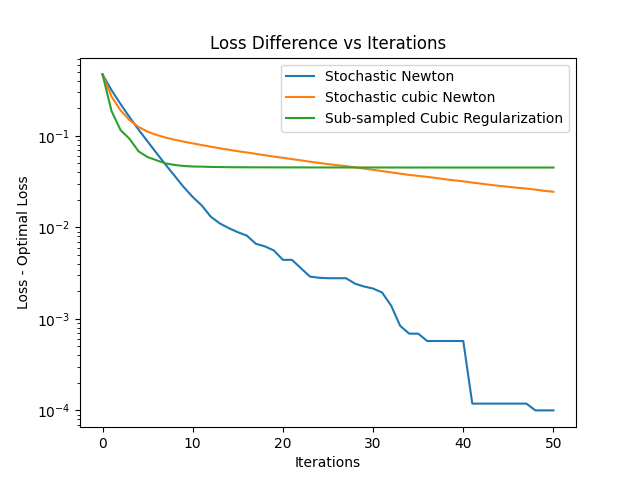 Loss Difference vs Iterations
Stochastic Newton
Stochastic cubic Newton
Sub-sampled Cubic Regularization
Loss - Optimal Loss
10⁻¹
10⁻²
10⁻³
10⁻⁴
0 10 20 30 40 50
Iterations